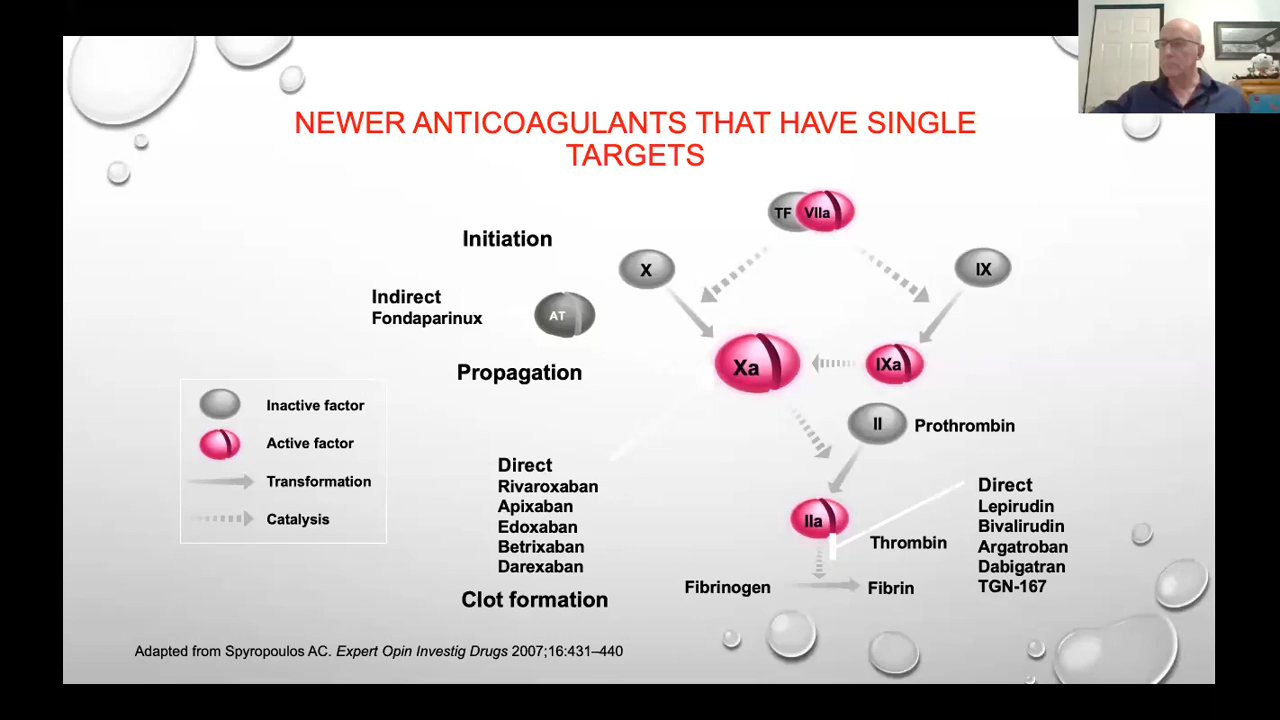 NEWER ANTICOAGULANTS THAT HAVE SINGLE
TARGETS
TF
VIIa
Initiation
X
IX
Indirect
Fondaparinux
AT
Xa
IXa
Propagation
Inactive factor
Active factor
Transformation
Catalysis
II
Prothrombin
Direct
Rivaroxaban
Apixaban
Edoxaban
Betrixaban
Darexaban
IIa
Thrombin
Direct
Lepirudin
Bivalirudin
Argatroban
Dabigatran
TGN-167
Fibrinogen
Fibrin
Clot formation
Adapted from Spyropoulos AC. Expert Opin Investig Drugs 2007;16:431–440